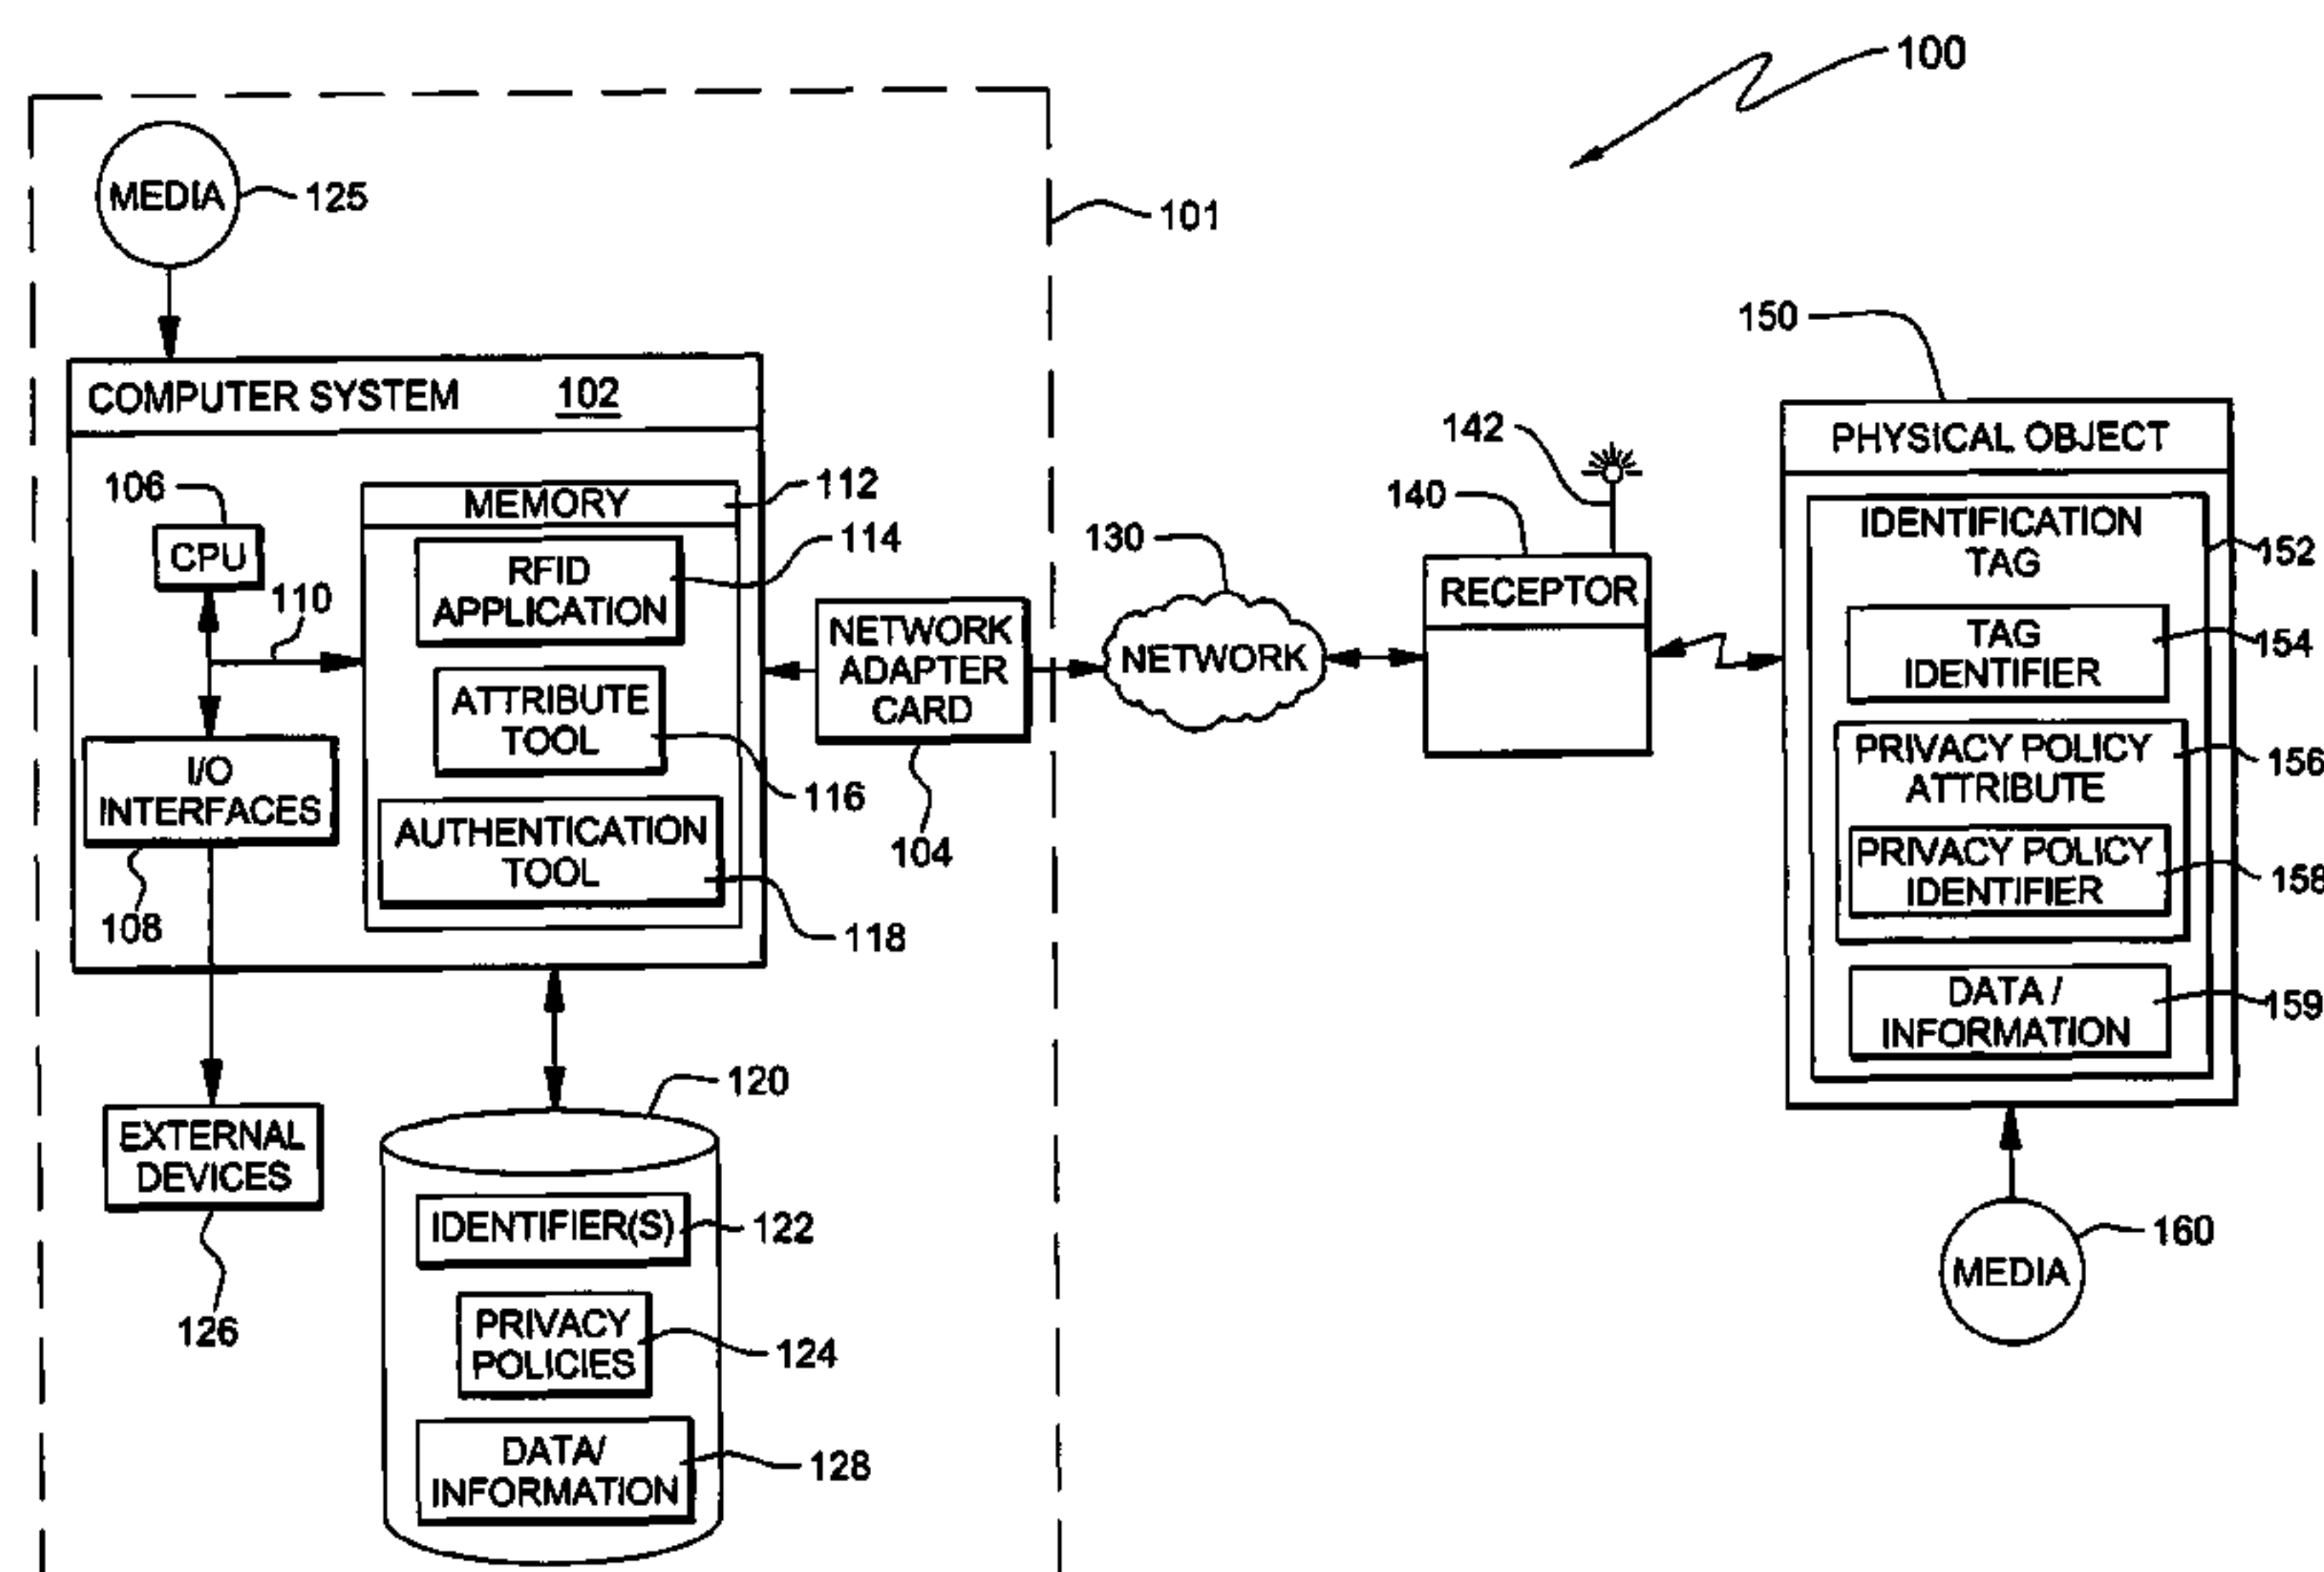 100
MEDIA
125
101
150
COMPUTER SYSTEM 102
PHYSICAL OBJECT
142
106
MEMORY
112
140
IDENTIFICATION
TAG
152
CPU
RFID
APPLICATION
114
130
RECEPTOR
110
NETWORK
ADAPTER
CARD
NETWORK
TAG
IDENTIFIER
154
ATTRIBUTE
TOOL
116
I/O
INTERFACES
PRIVACY POLICY
ATTRIBUTE
156
AUTHENTICATION
TOOL
104
PRIVACY POLICY
IDENTIFIER
158
108
118
DATA /
INFORMATION
159
120
EXTERNAL
DEVICES
IDENTIFIER(S)
122
160
MEDIA
126
PRIVACY
POLICIES
124
DATA/
INFORMATION
128